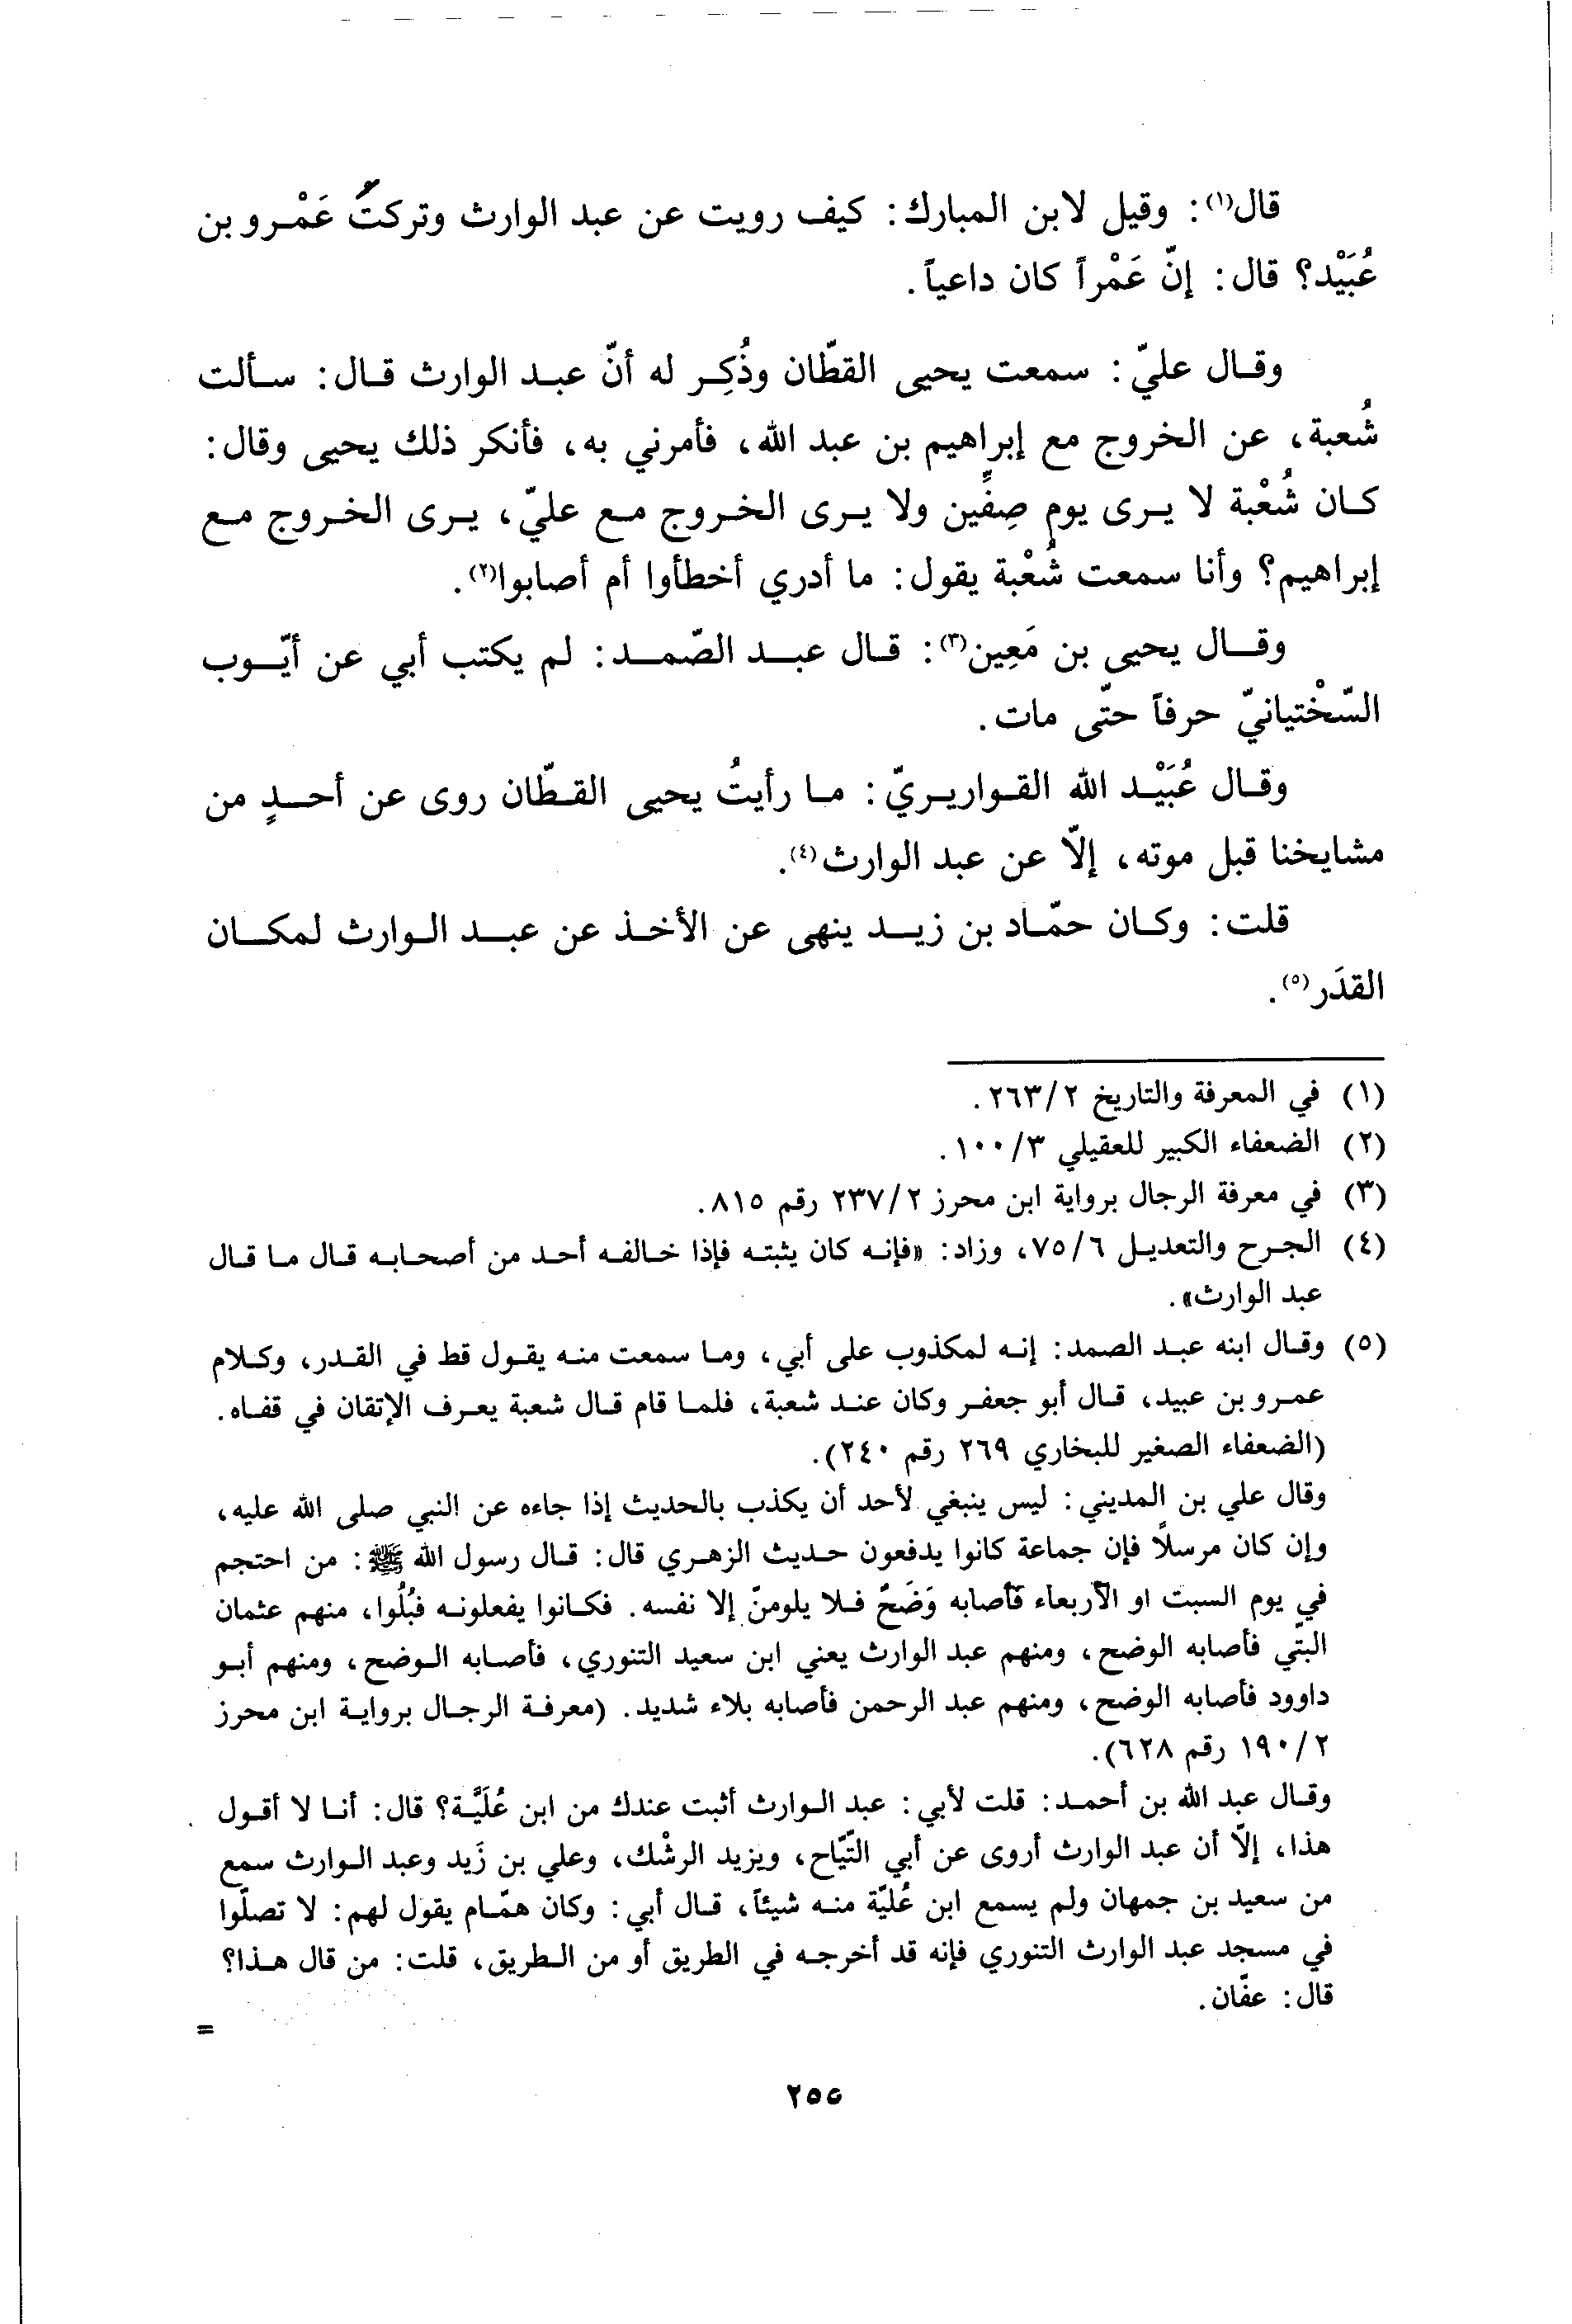 قال(١): وقيل لابن المبارك: كيف رويت عن عبد الوارث وتركتَ عَمْرو بن
عُبَيْد؟ قال: إنّ عَمْراً كان داعياً.
وقال عليّ: سمعت يحيى القطّان وذُكِر له أنّ عبد الوارث قال: سألت
شُعبة، عن الخروج مع إبراهيم بن عبد الله، فأمرني به، فأنكر ذلك يحيى وقال:
كان شُعْبة لا يرى يوم صِفِّين ولا يرى الخروج مع عليّ، يرى الخروج مع
إبراهيم؟ وأنا سمعت شُعْبة يقول: ما أدري أخطأوا أم أصابوا(٢).
وقال يحيى بن مَعِين(٣): قال عبد الصّمد: لم يكتب أبي عن أيّوب
السّخْتيانيّ حرفاً حتّى مات.
وقال عُبَيْد الله القواريريّ: ما رأيتُ يحيى القطّان روى عن أحدٍ من
مشايخنا قبل موته، إلّا عن عبد الوارث(٤).
قلت: وكان حمّاد بن زيد ينهى عن الأخذ عن عبد الوارث لمكان
القدَر(٥).
(١) في المعرفة والتاريخ ٢/٢٦٣.
(٢) الضعفاء الكبير للعقيلي ٣/١٠٠.
(٣) في معرفة الرجال برواية ابن محرز ٢/٢٣٧ رقم ٨١٥.
(٤) الجرح والتعديل ٦/٧٥، وزاد: «فإنه كان يثبته فإذا خالفه أحد من أصحابه قال ما قال
عبد الوارث».
(٥) وقال ابنه عبد الصمد: إنه لمكذوب على أبي، وما سمعت منه يقول قط في القدر، وكلام
عمرو بن عبيد، قال أبو جعفر وكان عند شعبة، فلما قام قال شعبة يعرف الإتقان في قفاه.
(الضعفاء الصغير للبخاري ٢٦٩ رقم ٢٤٠).
وقال علي بن المديني: ليس ينبغي لأحد أن يكذب بالحديث إذا جاءه عن النبي صلى الله عليه،
وإن كان مرسلاً فإن جماعة كانوا يدفعون حديث الزهري قال: قال رسول الله ﷺ: من احتجم
في يوم السبت او الأربعاء فأصابه وَضَحٌ فلا يلومنّ إلا نفسه. فكانوا يفعلونه فبُلُوا، منهم عثمان
البتّي فأصابه الوضح، ومنهم عبد الوارث يعني ابن سعيد التنوري، فأصابه الوضح، ومنهم أبو
داوود فأصابه الوضح، ومنهم عبد الرحمن فأصابه بلاء شديد. (معرفة الرجال برواية ابن محرز
٢/١٩٠ رقم ٦٢٨).
وقال عبد الله بن أحمد: قلت لأبي: عبد الوارث أثبت عندك من ابن عُلَيَّة؟ قال: أنا لا أقول
هذا، إلّا أن عبد الوارث أروى عن أبي التّيّاح، ويزيد الرشْك، وعلي بن زَيد وعبد الوارث سمع
من سعيد بن جمهان ولم يسمع ابن عُليّة منه شيئاً، قال أبي: وكان همّام يقول لهم: لا تصلّوا
في مسجد عبد الوارث التنوري فإنه قد أخرجه في الطريق أو من الطريق، قلت: من قال هذا؟
قال: عفّان.
=
٢٥٥